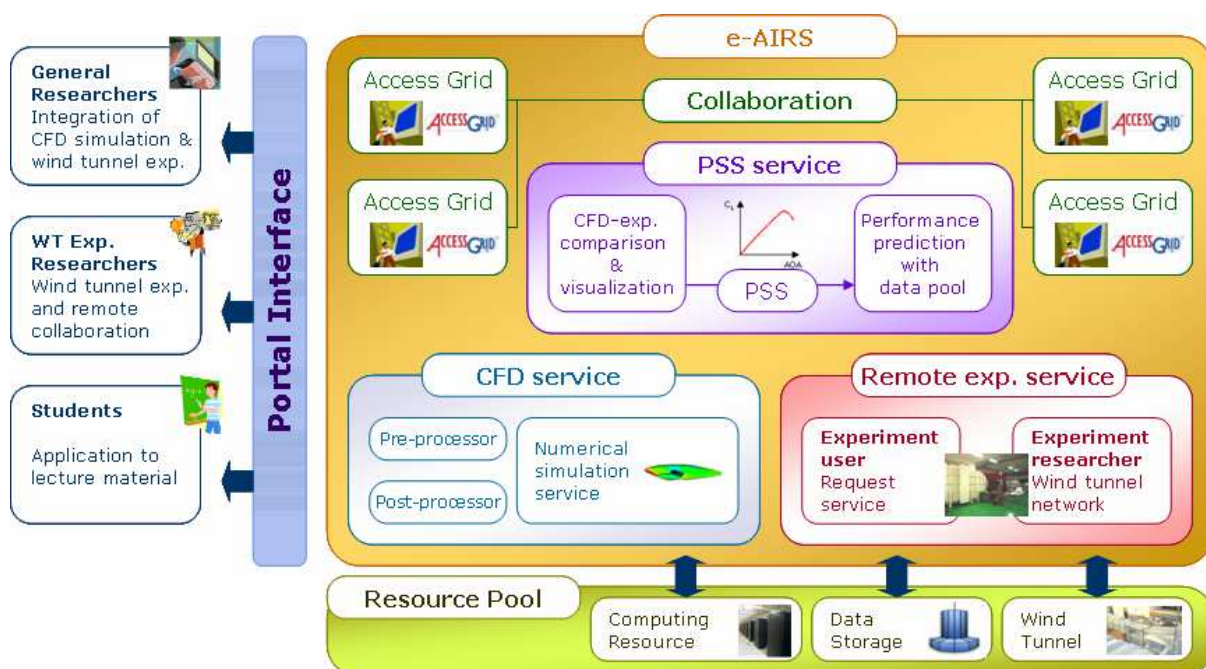 General
Researchers
Integration of
CFD simulation &
wind tunnel exp.
WT Exp.
Researchers
Wind tunnel exp.
and remote
collaboration
Students
Application to
lecture material
Portal Interface
e-AIRS
Access Grid
ACCESSGRID
Access Grid
ACCESSGRID
Collaboration
Access Grid
ACCESSGRID
Access Grid
ACCESSGRID
PSS service
CFD-exp.
comparison
&
visualization
AOA
PSS
Performance
prediction
with
data pool
CFD service
Pre-processor
Post-processor
Numerical
simulation
service
Remote exp. service
Experiment
user
Request
service
Experiment
researcher
Wind tunnel
network
Resource Pool
Computing
Resource
Data
Storage
Wind
Tunnel